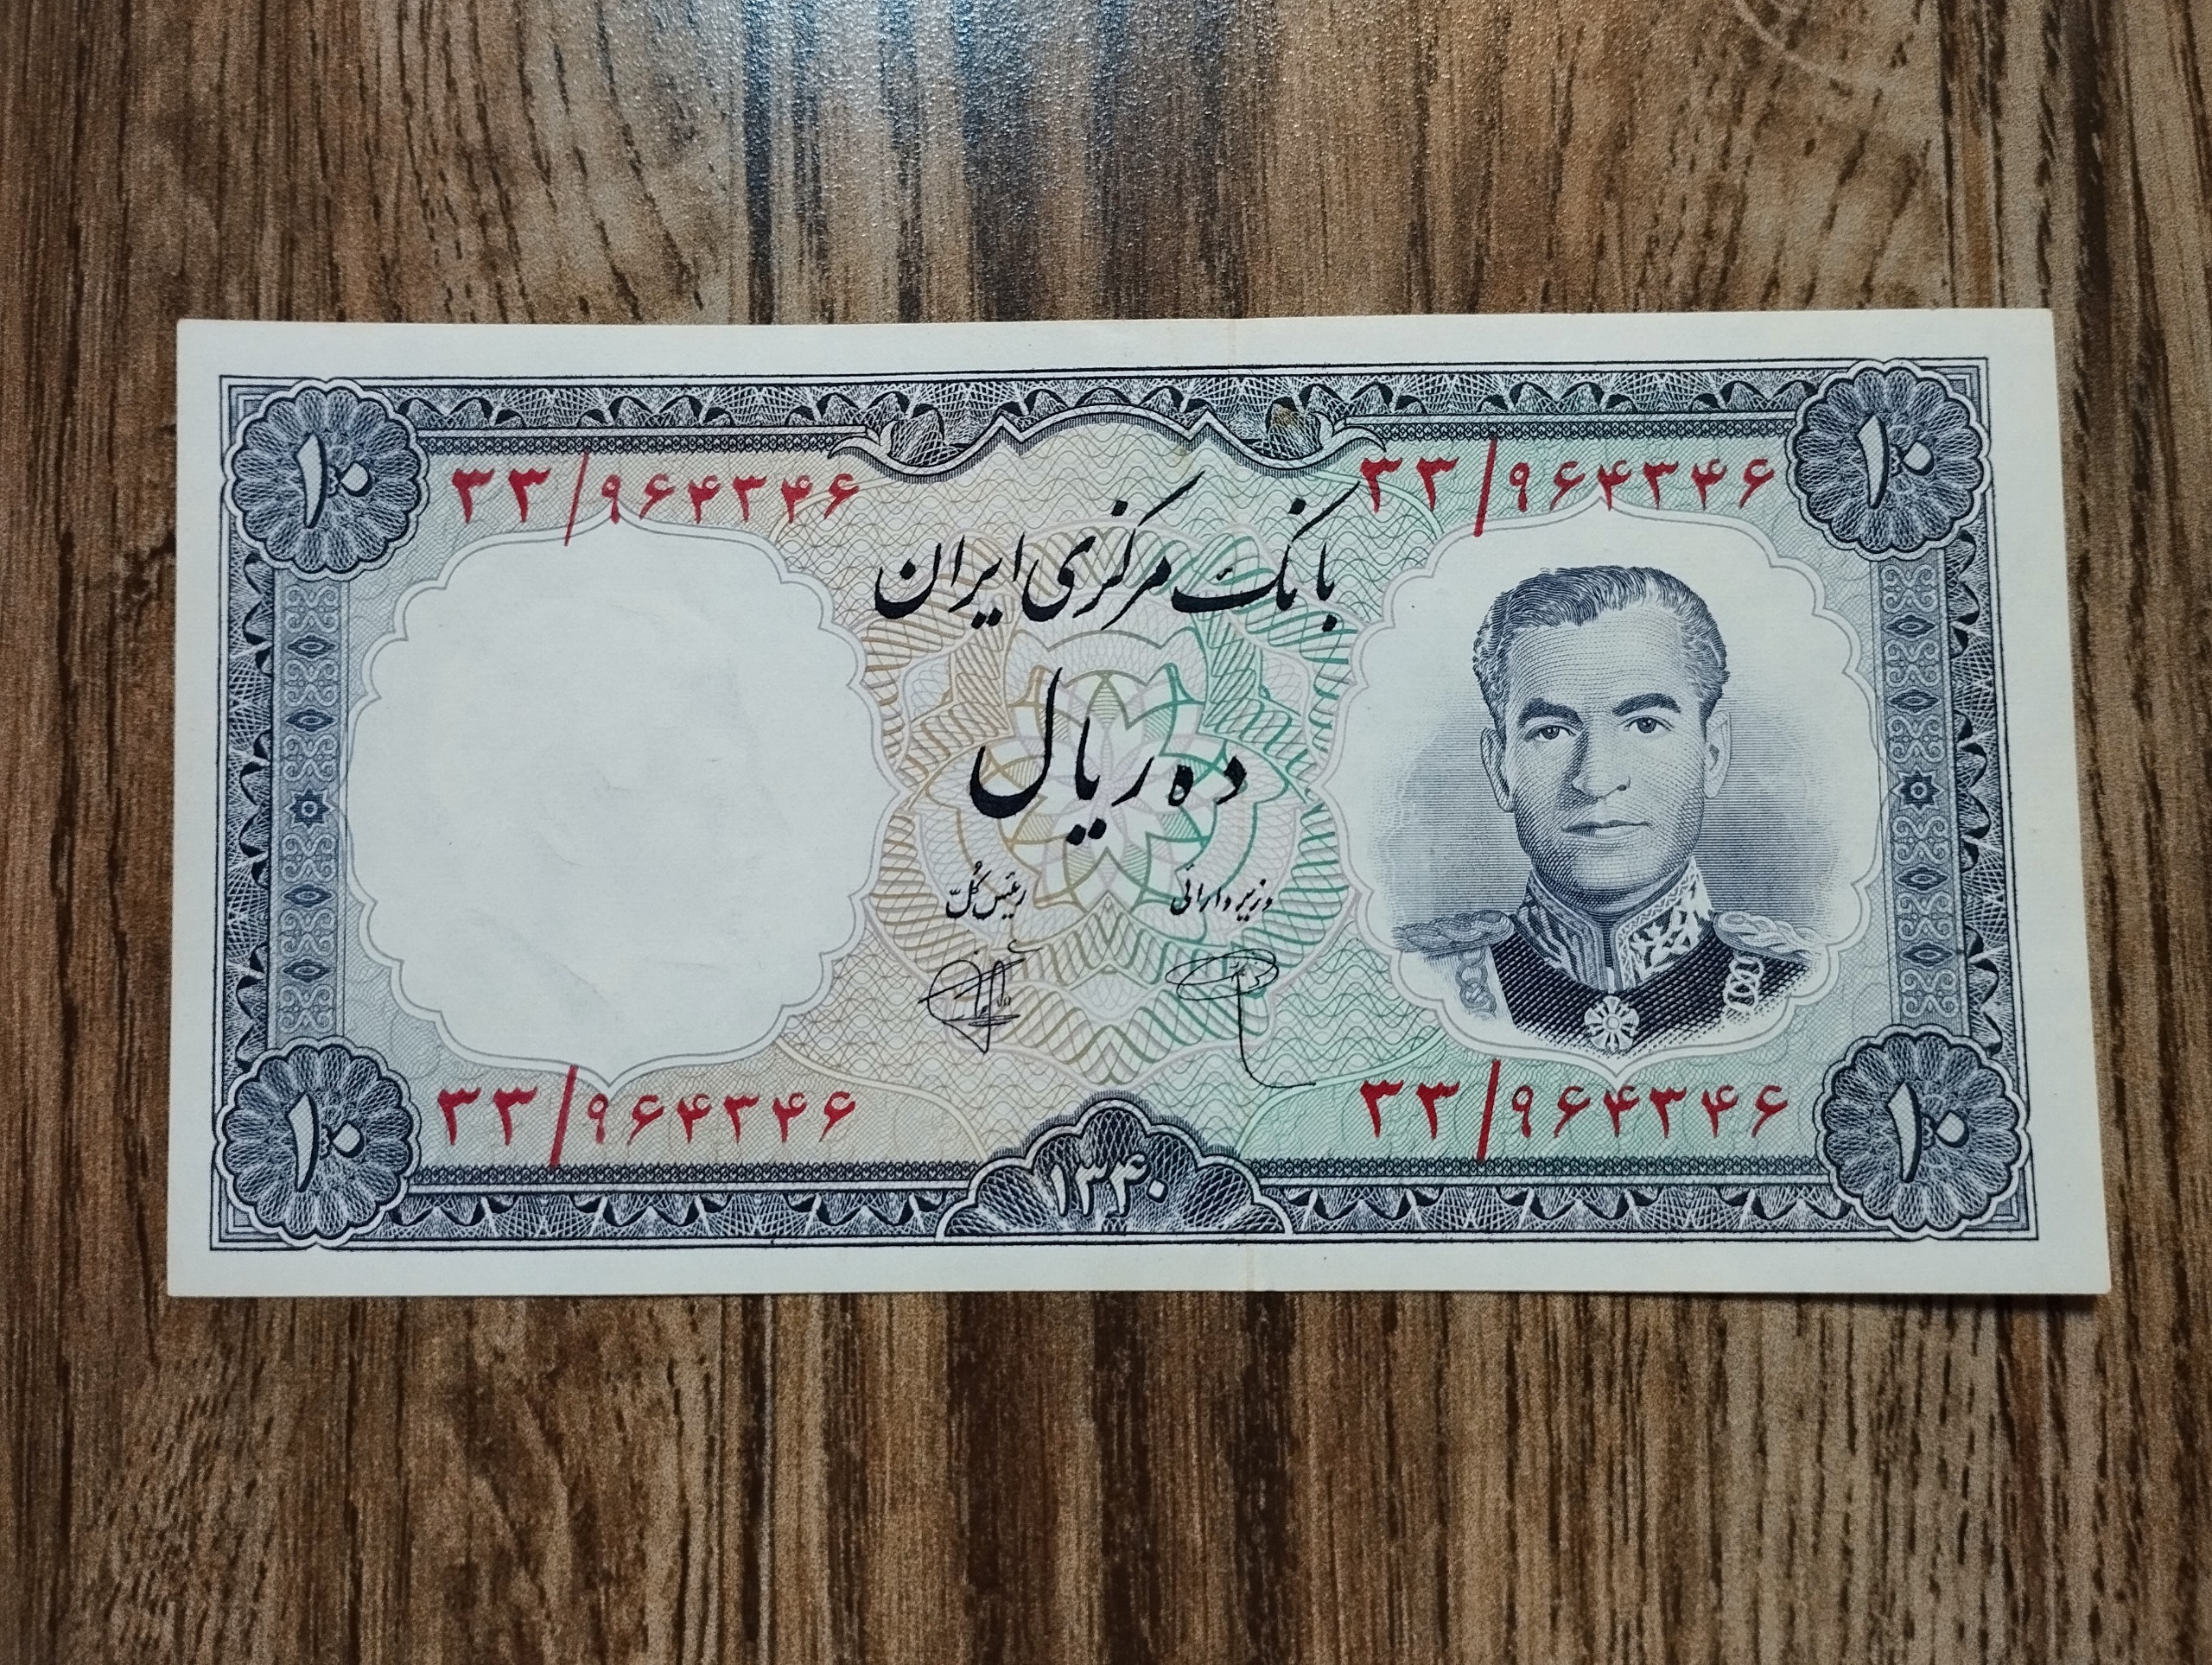 ۱۰ ۱۰
۳۳/۹۶۴۳۴۶ ۳۳/۹۶۴۳۴۶
بانک مرکزی ایران
ده ریال
وزیر دارائی رئیس کلّ
۳۳/۹۶۴۳۴۶ ۳۳/۹۶۴۳۴۶
۱۰ ۱۳۴۰ ۱۰